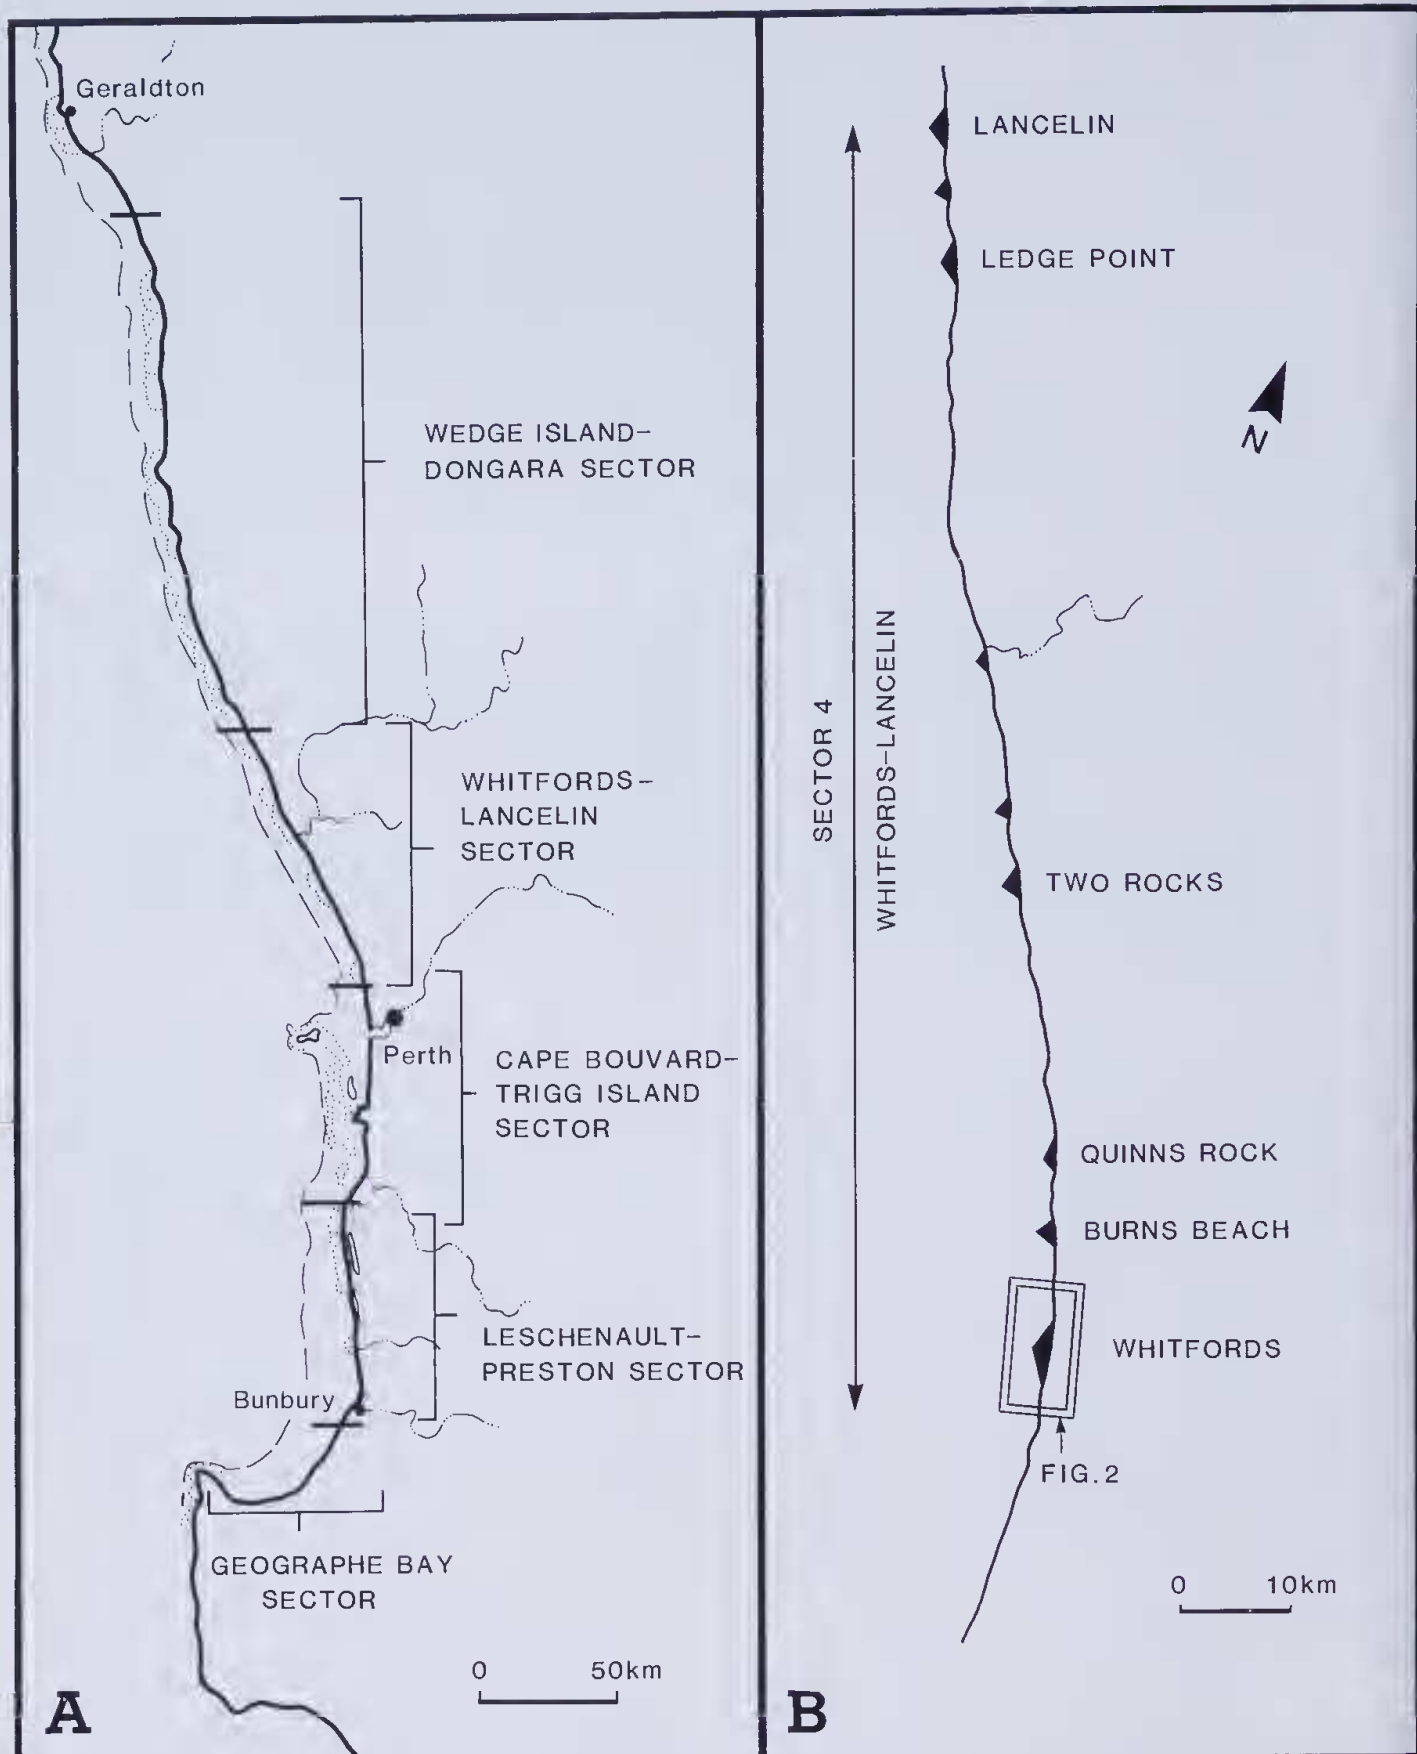 Geraldton
WEDGE ISLAND–
DONGARA SECTOR
WHITFORDS–
LANCELIN
SECTOR
Perth
CAPE BOUVARD–
TRIGG ISLAND
SECTOR
LESCHENAULT–
PRESTON SECTOR
Bunbury
GEOGRAPHE BAY
SECTOR
0 50km
A
LANCELIN
LEDGE POINT
N
SECTOR 4
WHITFORDS–LANCELIN
TWO ROCKS
QUINNS ROCK
BURNS BEACH
WHITFORDS
FIG.2
0 10km
B